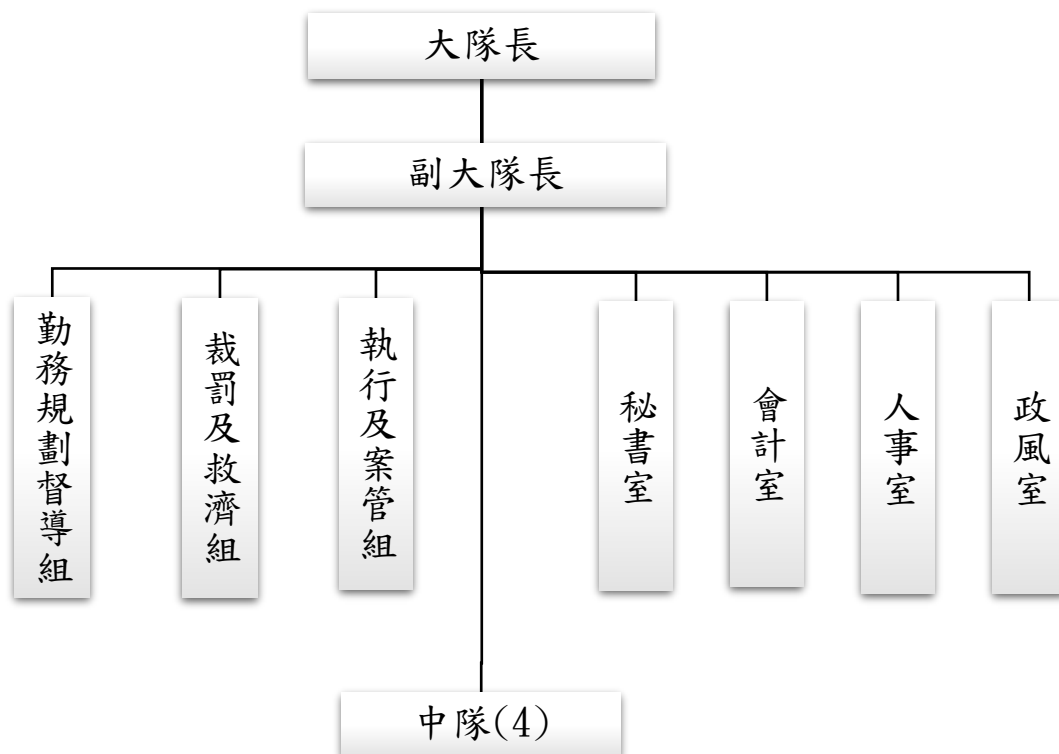 大隊長
副大隊長
勤務規劃督導組
裁罰及救濟組
執行及案管組
秘書室
會計室
人事室
政風室
中隊(4)